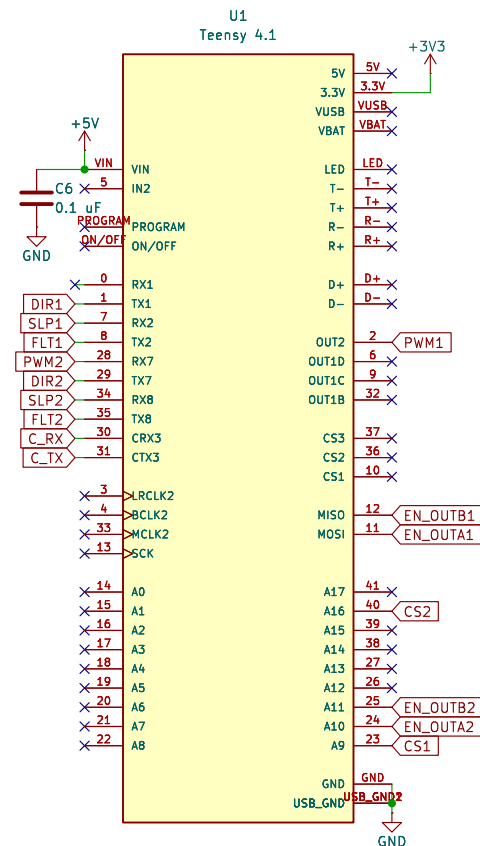 U1
Teensy 4.1
+3V3
5V 5V
3.3V 3.3V
VUSB VUSB
VBAT VBAT
+5V
VIN VIN
LED LED
C6
0.1 uF
GND
5 IN2
T- T-
T+ T+
PROGRAM PROGRAM
R- R-
ON/OFF ON/OFF
R+ R+
0 RX1
D+ D+
DIR1 1 TX1
D- D-
SLP1 7 RX2
FLT1 8 TX2
OUT2 2 PWM1
PWM2 28 RX7
OUT1D 6
DIR2 29 TX7
OUT1C 9
SLP2 34 RX8
OUT1B 32
FLT2 35 TX8
C_RX 30 CRX3
CS3 37
C_TX 31 CTX3
CS2 36
CS1 10
3 LRCLK2
4 BCLK2
MISO 12 EN_OUTB1
33 MCLK2
MOSI 11 EN_OUTA1
13 SCK
14 A0
A17 41
15 A1
A16 40 CS2
16 A2
A15 39
17 A3
A14 38
18 A4
A13 27
19 A5
A12 26
20 A6
A11 25 EN_OUTB2
21 A7
A10 24 EN_OUTA2
22 A8
A9 23 CS1
GND GND
USB_GND
GND